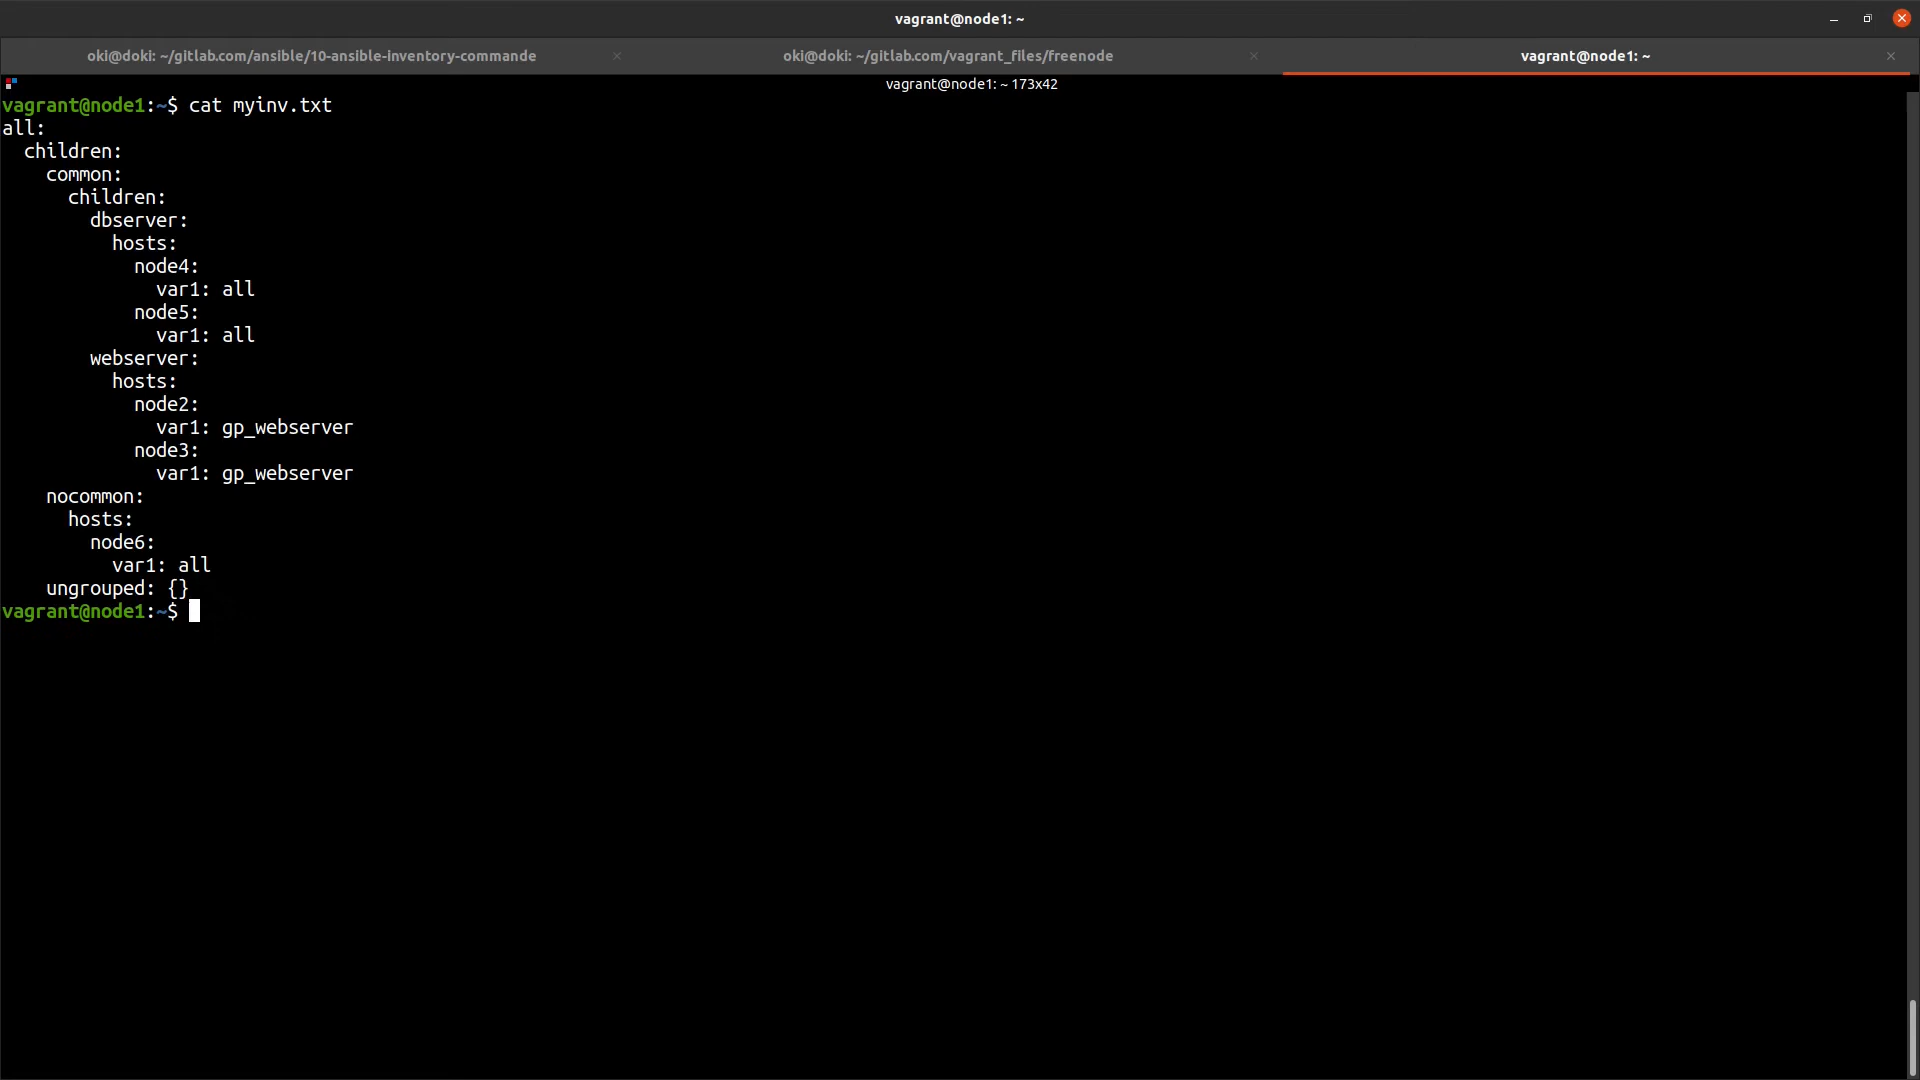 vagrant@node1: ~
oki@doki: ~/gitlab.com/ansible/10-ansible-inventory-commande × oki@doki: ~/gitlab.com/vagrant_files/freenode × vagrant@node1: ~ ×
vagrant@node1: ~ 173x42
vagrant@node1:~$ cat myinv.txt
all:
  children:
    common:
      children:
        dbserver:
          hosts:
            node4:
              var1: all
            node5:
              var1: all
        webserver:
          hosts:
            node2:
              var1: gp_webserver
            node3:
              var1: gp_webserver
    nocommon:
      hosts:
        node6:
          var1: all
    ungrouped: {}
vagrant@node1:~$